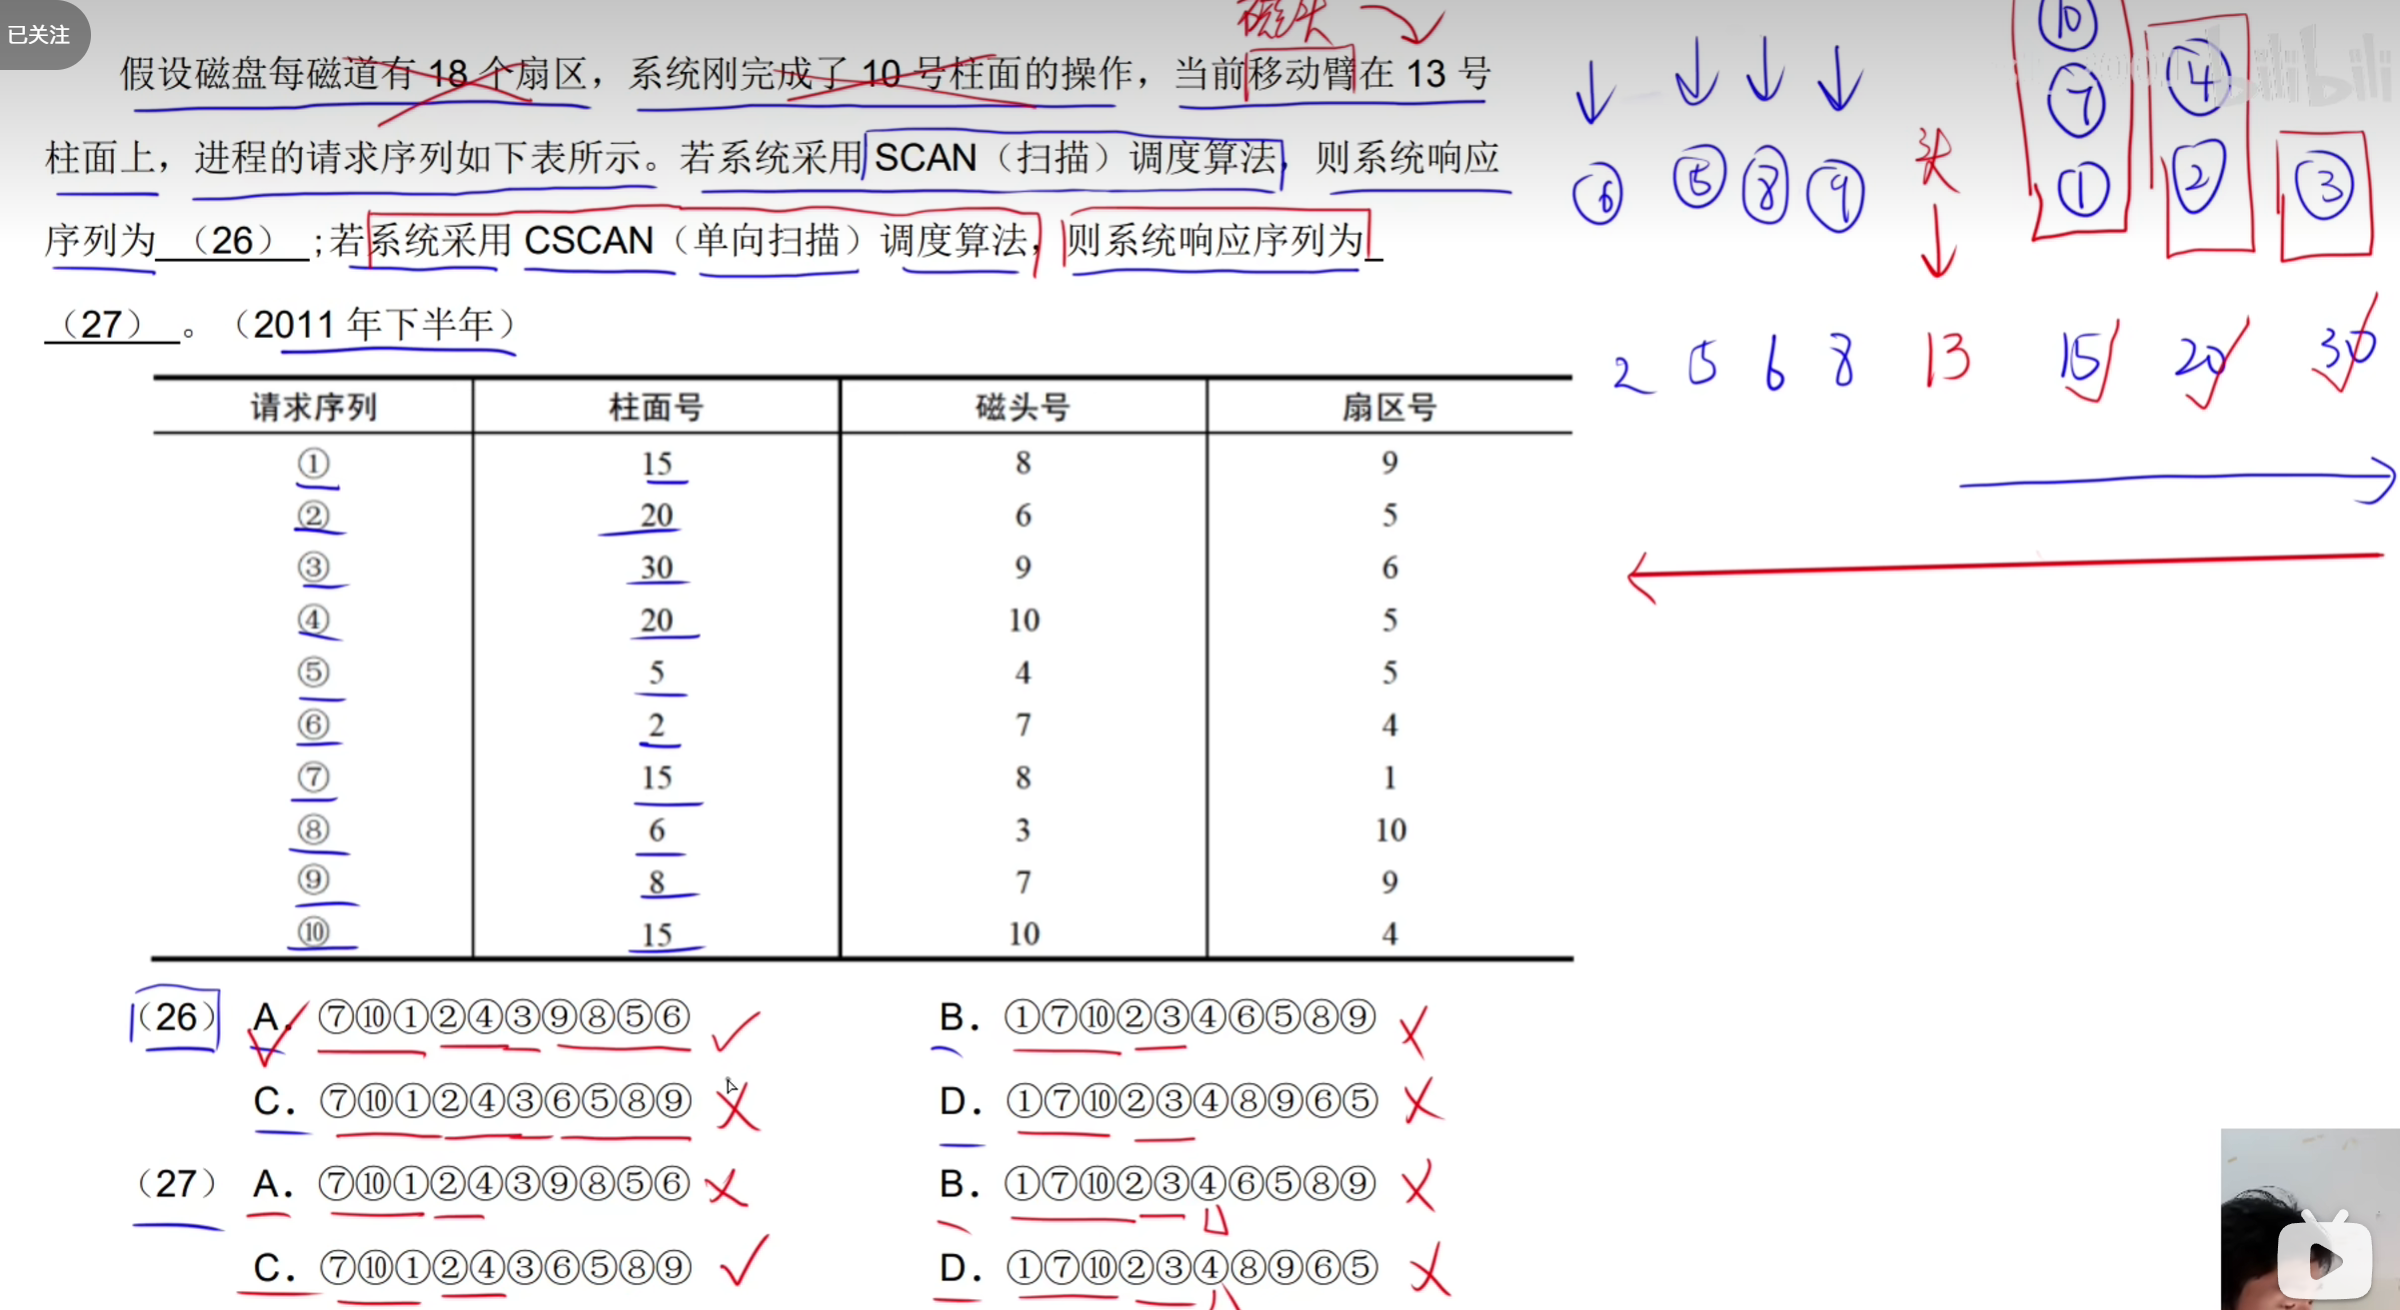 已关注
磁头
假设磁盘每磁道有 18 个扇区，系统刚完成了 10 号柱面的操作，当前移动臂在 13 号
柱面上，进程的请求序列如下表所示。若系统采用 SCAN（扫描）调度算法，则系统响应
序列为 （26） ;若系统采用 CSCAN（单向扫描）调度算法，则系统响应序列为
（27） 。（2011 年下半年）
请求序列 柱面号 磁头号 扇区号
① 15 8 9
② 20 6 5
③ 30 9 6
④ 20 10 5
⑤ 5 4 5
⑥ 2 7 4
⑦ 15 8 1
⑧ 6 3 10
⑨ 8 7 9
⑩ 15 10 4
（26） A. ⑦⑩①②④③⑨⑧⑤⑥ B. ①⑦⑩②③④⑥⑤⑧⑨
C. ⑦⑩①②④③⑥⑤⑧⑨ D. ①⑦⑩②③④⑧⑨⑥⑤
（27） A. ⑦⑩①②④③⑨⑧⑤⑥ B. ①⑦⑩②③④⑥⑤⑧⑨
C. ⑦⑩①②④③⑥⑤⑧⑨ D. ①⑦⑩②③④⑧⑨⑥⑤
⑩
⑦ ④
⑥ ⑤ ⑧ ⑨ 头 ① ② ③
2 5 6 8 13 15 20 30
bilibili